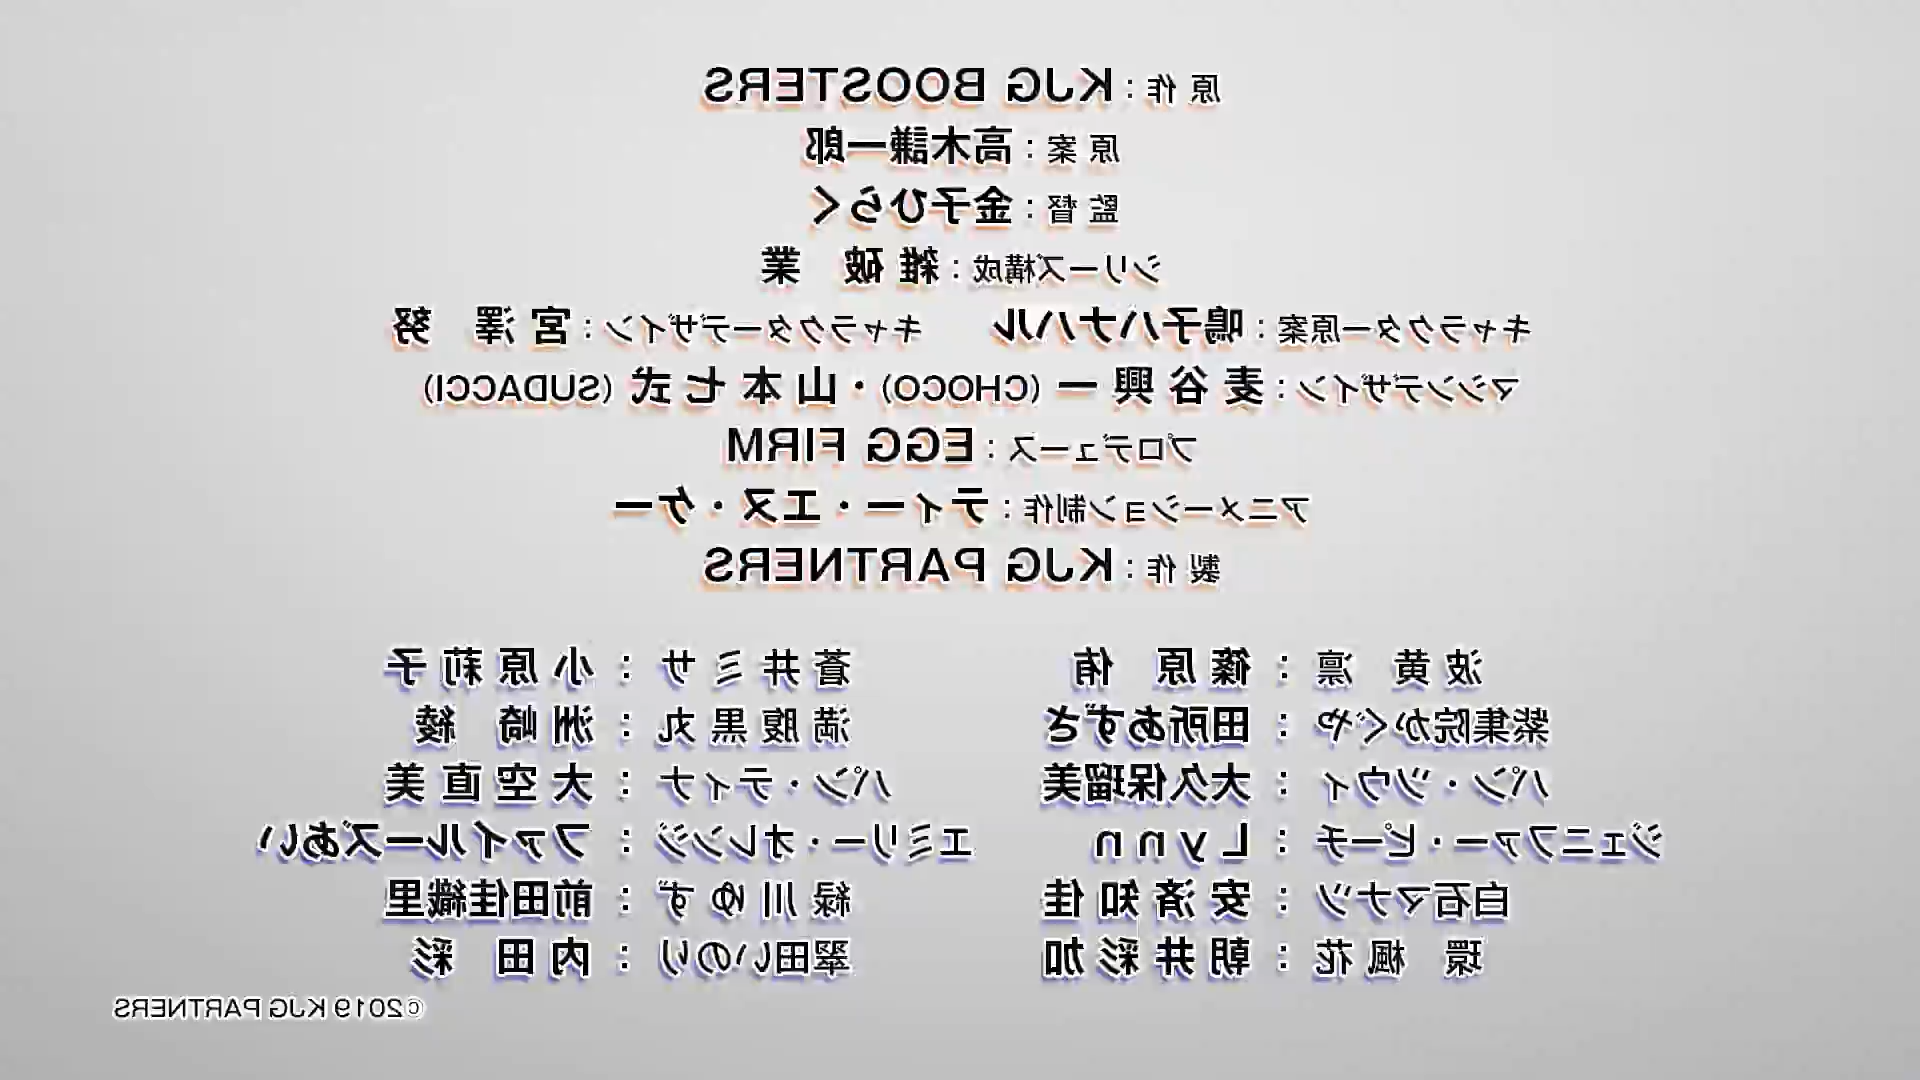 原作：KJG BOOSTERS
原案：高木謙一郎
監督：金子ひらく
シリーズ構成：雑破 業
キャラクター原案：鳴子ハナハル キャラクターデザイン：宮澤 努
マシンデザイン：麦谷興一（CHOCO）・山本七式（SUDACCI）
プロデュース：EGG FIRM
アニメーション制作：ティー・エヌ・ケー
製作：KJG PARTNERS
波黄 凛：篠原 侑 蒼井ミサ：小原莉子
紫集院かぐや：田所あずさ 満腹黒丸：洲崎 綾
パン・ツウィ：大久保瑠美 パン・ティナ：大空直美
ジェニファー・ピーチ：Lynn エミリー・オレンジ：ファイルーズあい
白石マナツ：安済知佳 緑川ゆず：前田佳織里
環 楓花：朝井彩加 翠田いのり：内田 彩
©2019 KJG PARTNERS